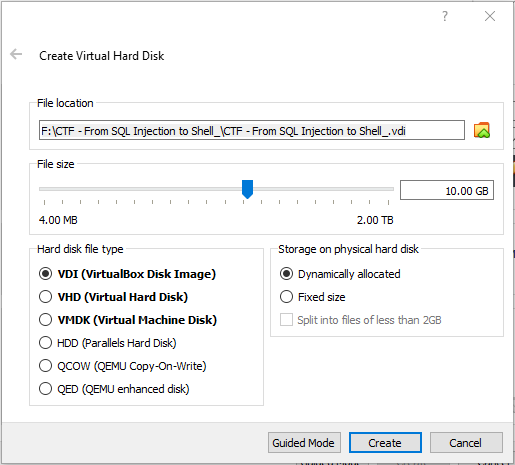 ?
Create Virtual Hard Disk
File location
F:\CTF - From SQL Injection to Shell_\CTF - From SQL Injection to Shell_.vdi
File size
10.00 GB
4.00 MB
2.00 TB
Hard disk file type
Storage on physical hard disk
VDI (VirtualBox Disk Image)
Dynamically allocated
VHD (Virtual Hard Disk)
Fixed size
VMDK (Virtual Machine Disk)
Split into files of less than 2GB
HDD (Parallels Hard Disk)
QCOW (QEMU Copy-On-Write)
QED (QEMU enhanced disk)
Guided Mode
Create
Cancel